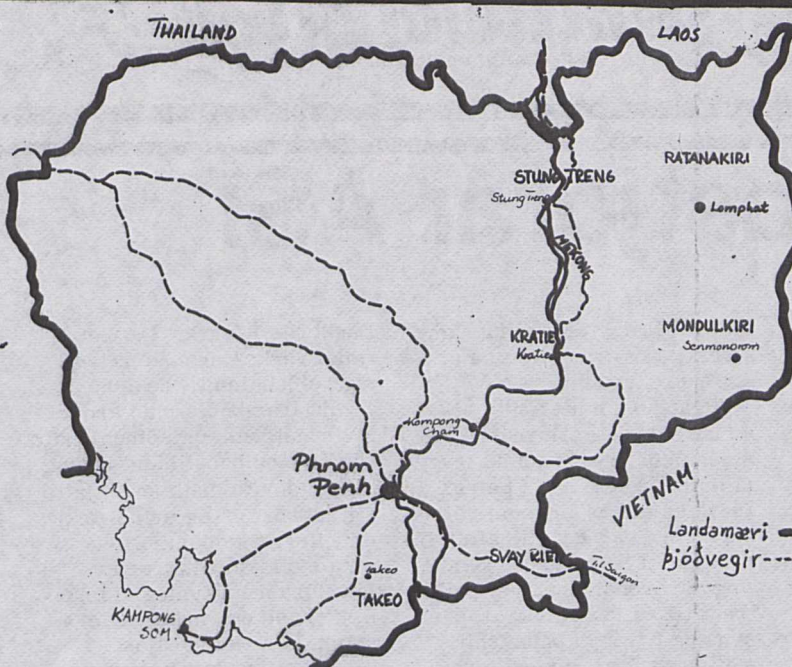 THAILAND
LAOS
RATANAKIRI
STUNG TRENG
Stung Treng
Lomphat
MEKONG
KRATIE
Kratie
MONDULKIRI
Senmonorom
Kompong
Cham
Phnom
Penh
VIETNAM
Landamæri
Þjóðvegir
SVAY RIEN
Til Saigon
Takeo
TAKEO
KAMPONG
SOM